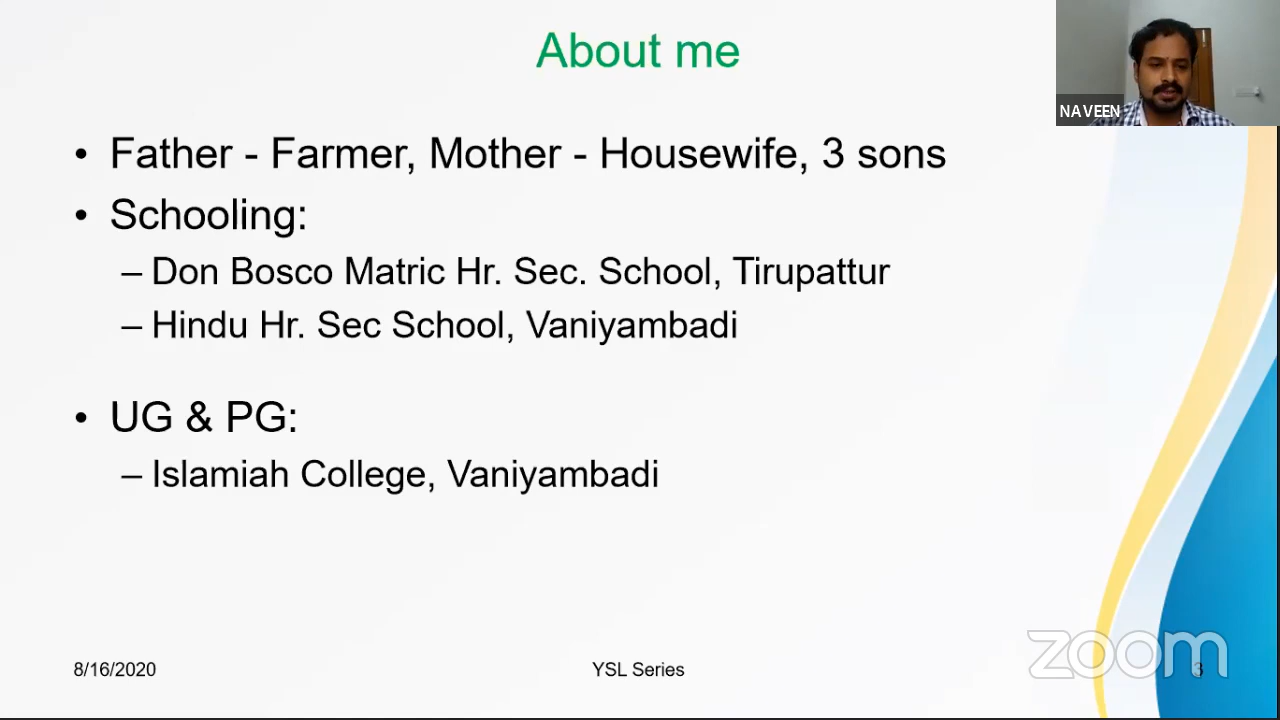 About me
NAVEEN
• Father - Farmer, Mother - Housewife, 3 sons
• Schooling:
– Don Bosco Matric Hr. Sec. School, Tirupattur
– Hindu Hr. Sec School, Vaniyambadi
• UG & PG:
– Islamiah College, Vaniyambadi
8/16/2020
YSL Series
zoom
3